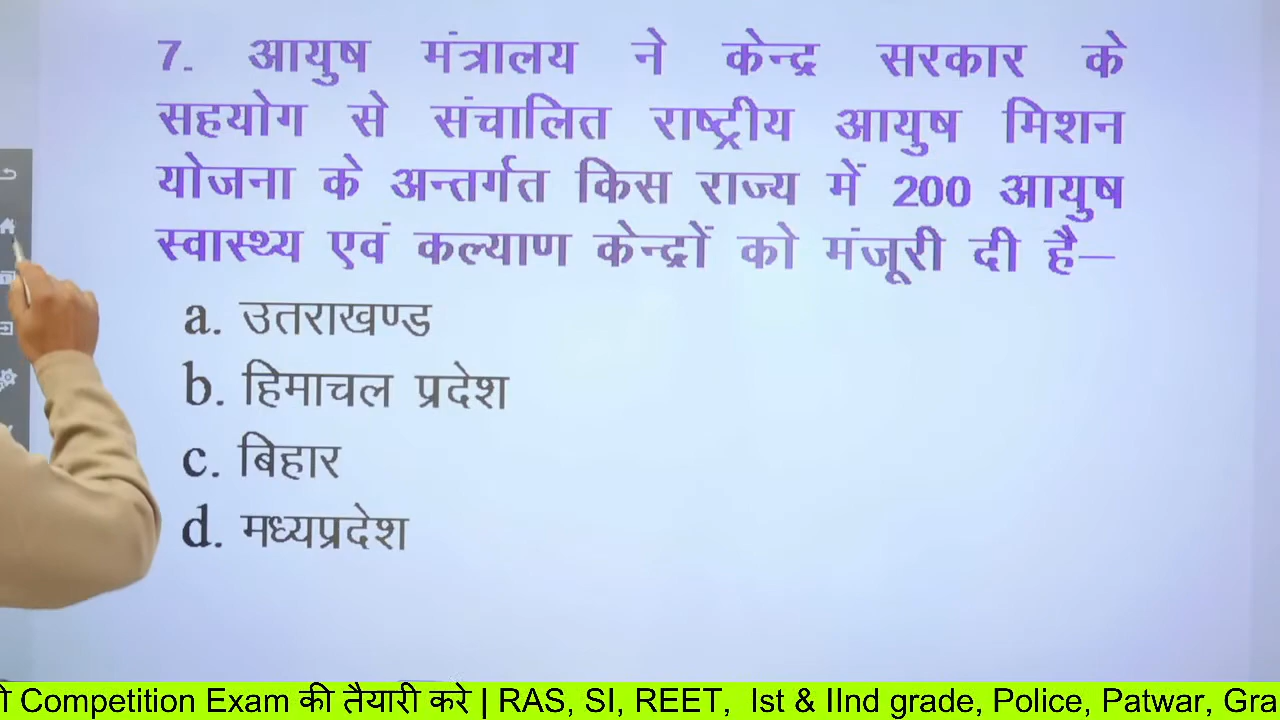 7. आयुष मंत्रालय ने केन्द्र सरकार के
सहयोग से संचालित राष्ट्रीय आयुष मिशन
योजना के अन्तर्गत किस राज्य में 200 आयुष
स्वास्थ्य एवं कल्याण केन्द्रों को मंजूरी दी है–
a. उतराखण्ड
b. हिमाचल प्रदेश
c. बिहार
d. मध्यप्रदेश
Competition Exam की तैयारी करे | RAS, SI, REET, Ist & IInd grade, Police, Patwar, Gra